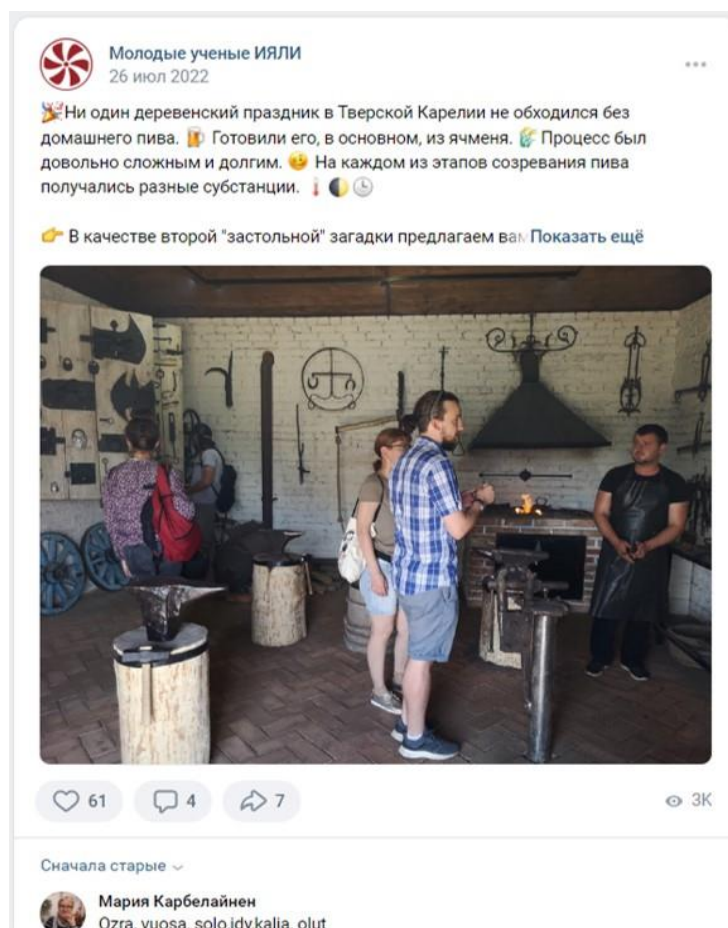 Молодые ученые ИЯЛИ
26 июл 2022
🎉Ни один деревенский праздник в Тверской Карелии не обходился без
домашнего пива. 🍺 Готовили его, в основном, из ячменя. 🌾 Процесс был
довольно сложным и долгим. 🥴 На каждом из этапов созревания пива
получались разные субстанции. 🌡🌓🕒
👉 В качестве второй "застольной" загадки предлагаем вам Показать ещё
61 4 7 3K
Сначала старые
Мария Карбелайнен
Ozra, vuosa, solo idv,kalja, olut